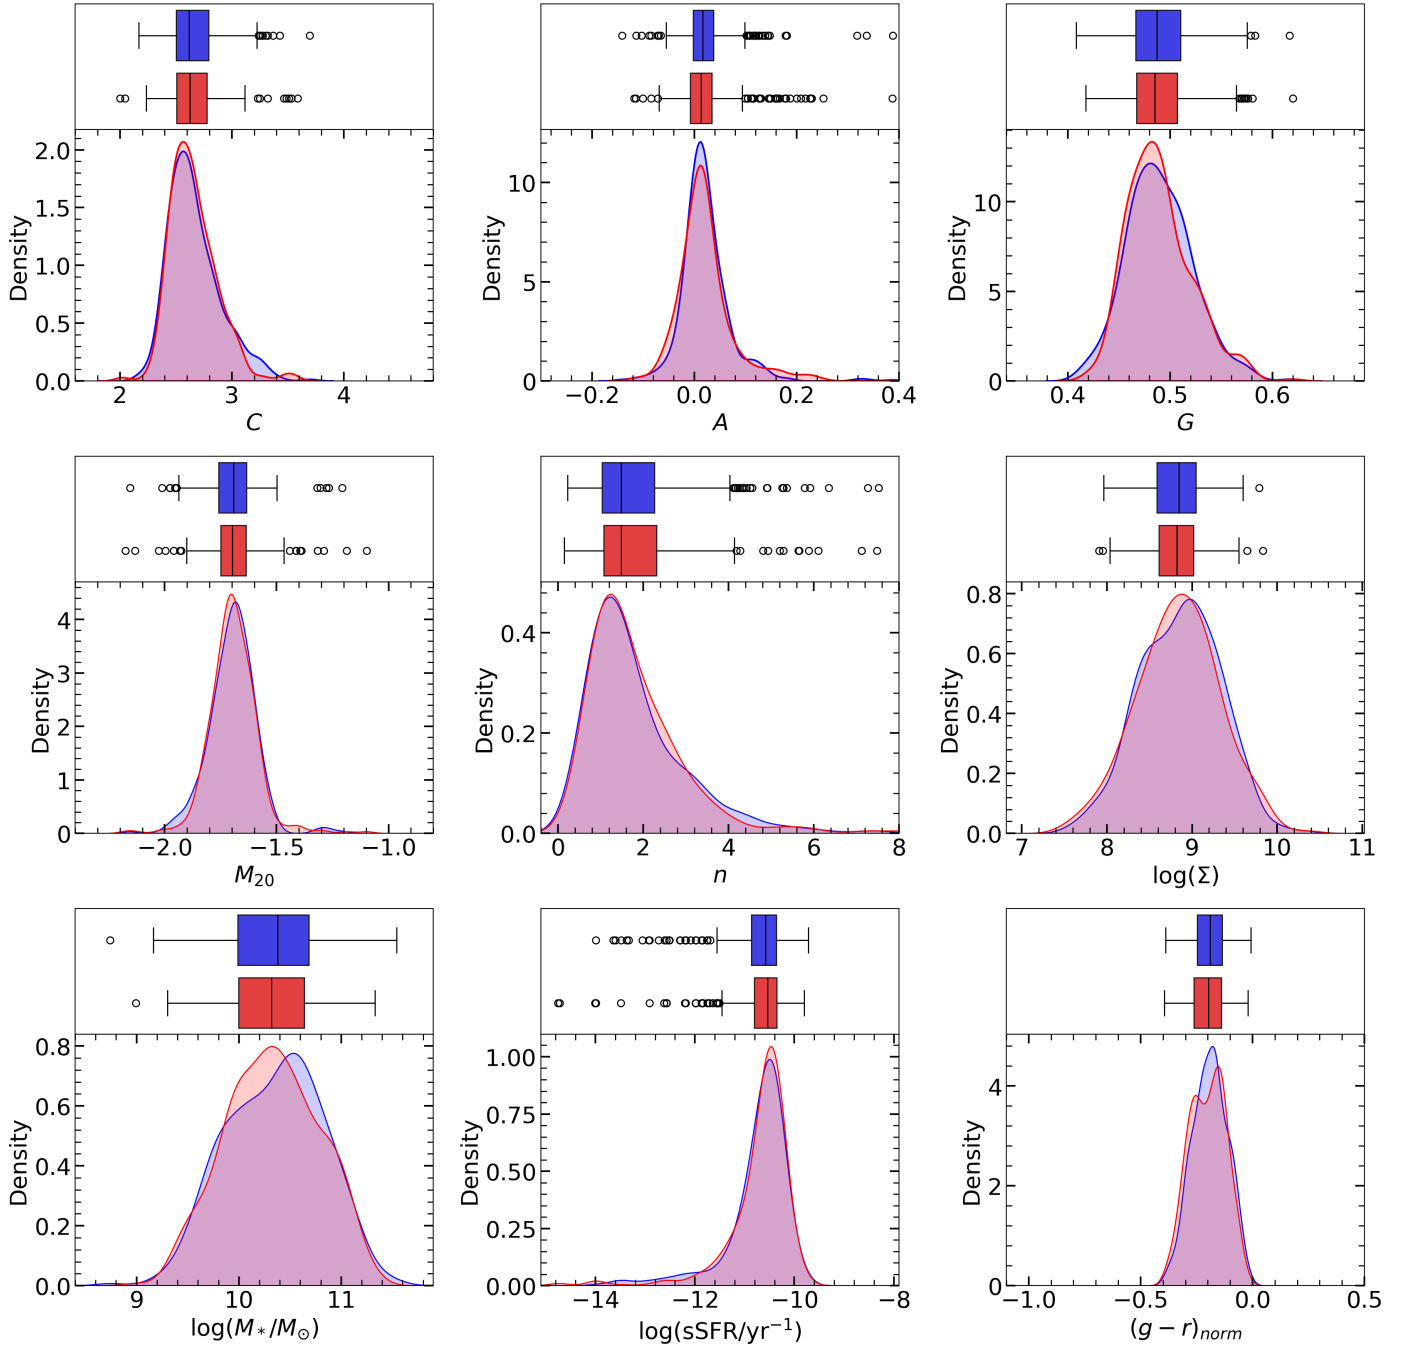 Density
2.0
1.5
1.0
0.5
0.0
2 3 4
C
Density
10
5
0
−0.2 0.0 0.2 0.4
A
Density
10
5
0
0.4 0.5 0.6
G
Density
4
3
2
1
0
−2.0 −1.5 −1.0
M₂₀
Density
0.4
0.2
0.0
0 2 4 6 8
n
Density
0.8
0.6
0.4
0.2
0.0
7 8 9 10 11
log(Σ)
Density
0.8
0.6
0.4
0.2
0.0
9 10 11
log(M_*/M_⊙)
Density
1.00
0.75
0.50
0.25
0.00
−14 −12 −10 −8
log(sSFR/yr⁻¹)
Density
4
2
0
−1.0 −0.5 0.0 0.5
(g − r)_norm